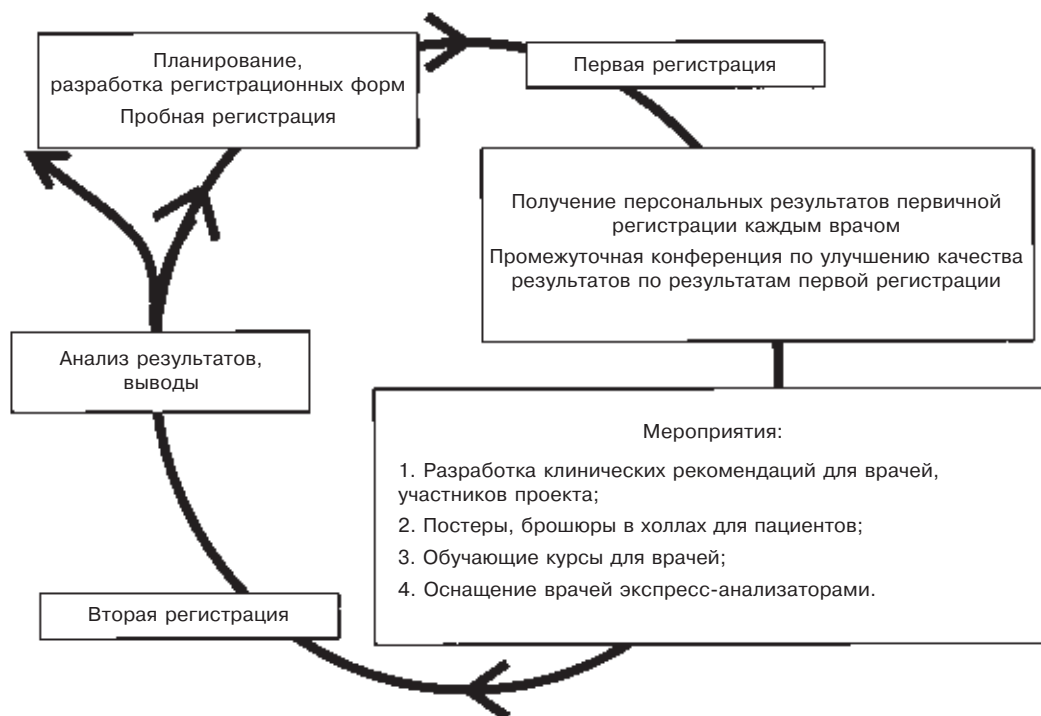 Планирование,
разработка регистрационных форм
Пробная регистрация
Первая регистрация
Получение персональных результатов первичной
регистрации каждым врачом
Промежуточная конференция по улучшению качества
результатов по результатам первой регистрации
Мероприятия:
1. Разработка клинических рекомендаций для врачей,
участников проекта;
2. Постеры, брошюры в холлах для пациентов;
3. Обучающие курсы для врачей;
4. Оснащение врачей экспресс-анализаторами.
Вторая регистрация
Анализ результатов,
выводы